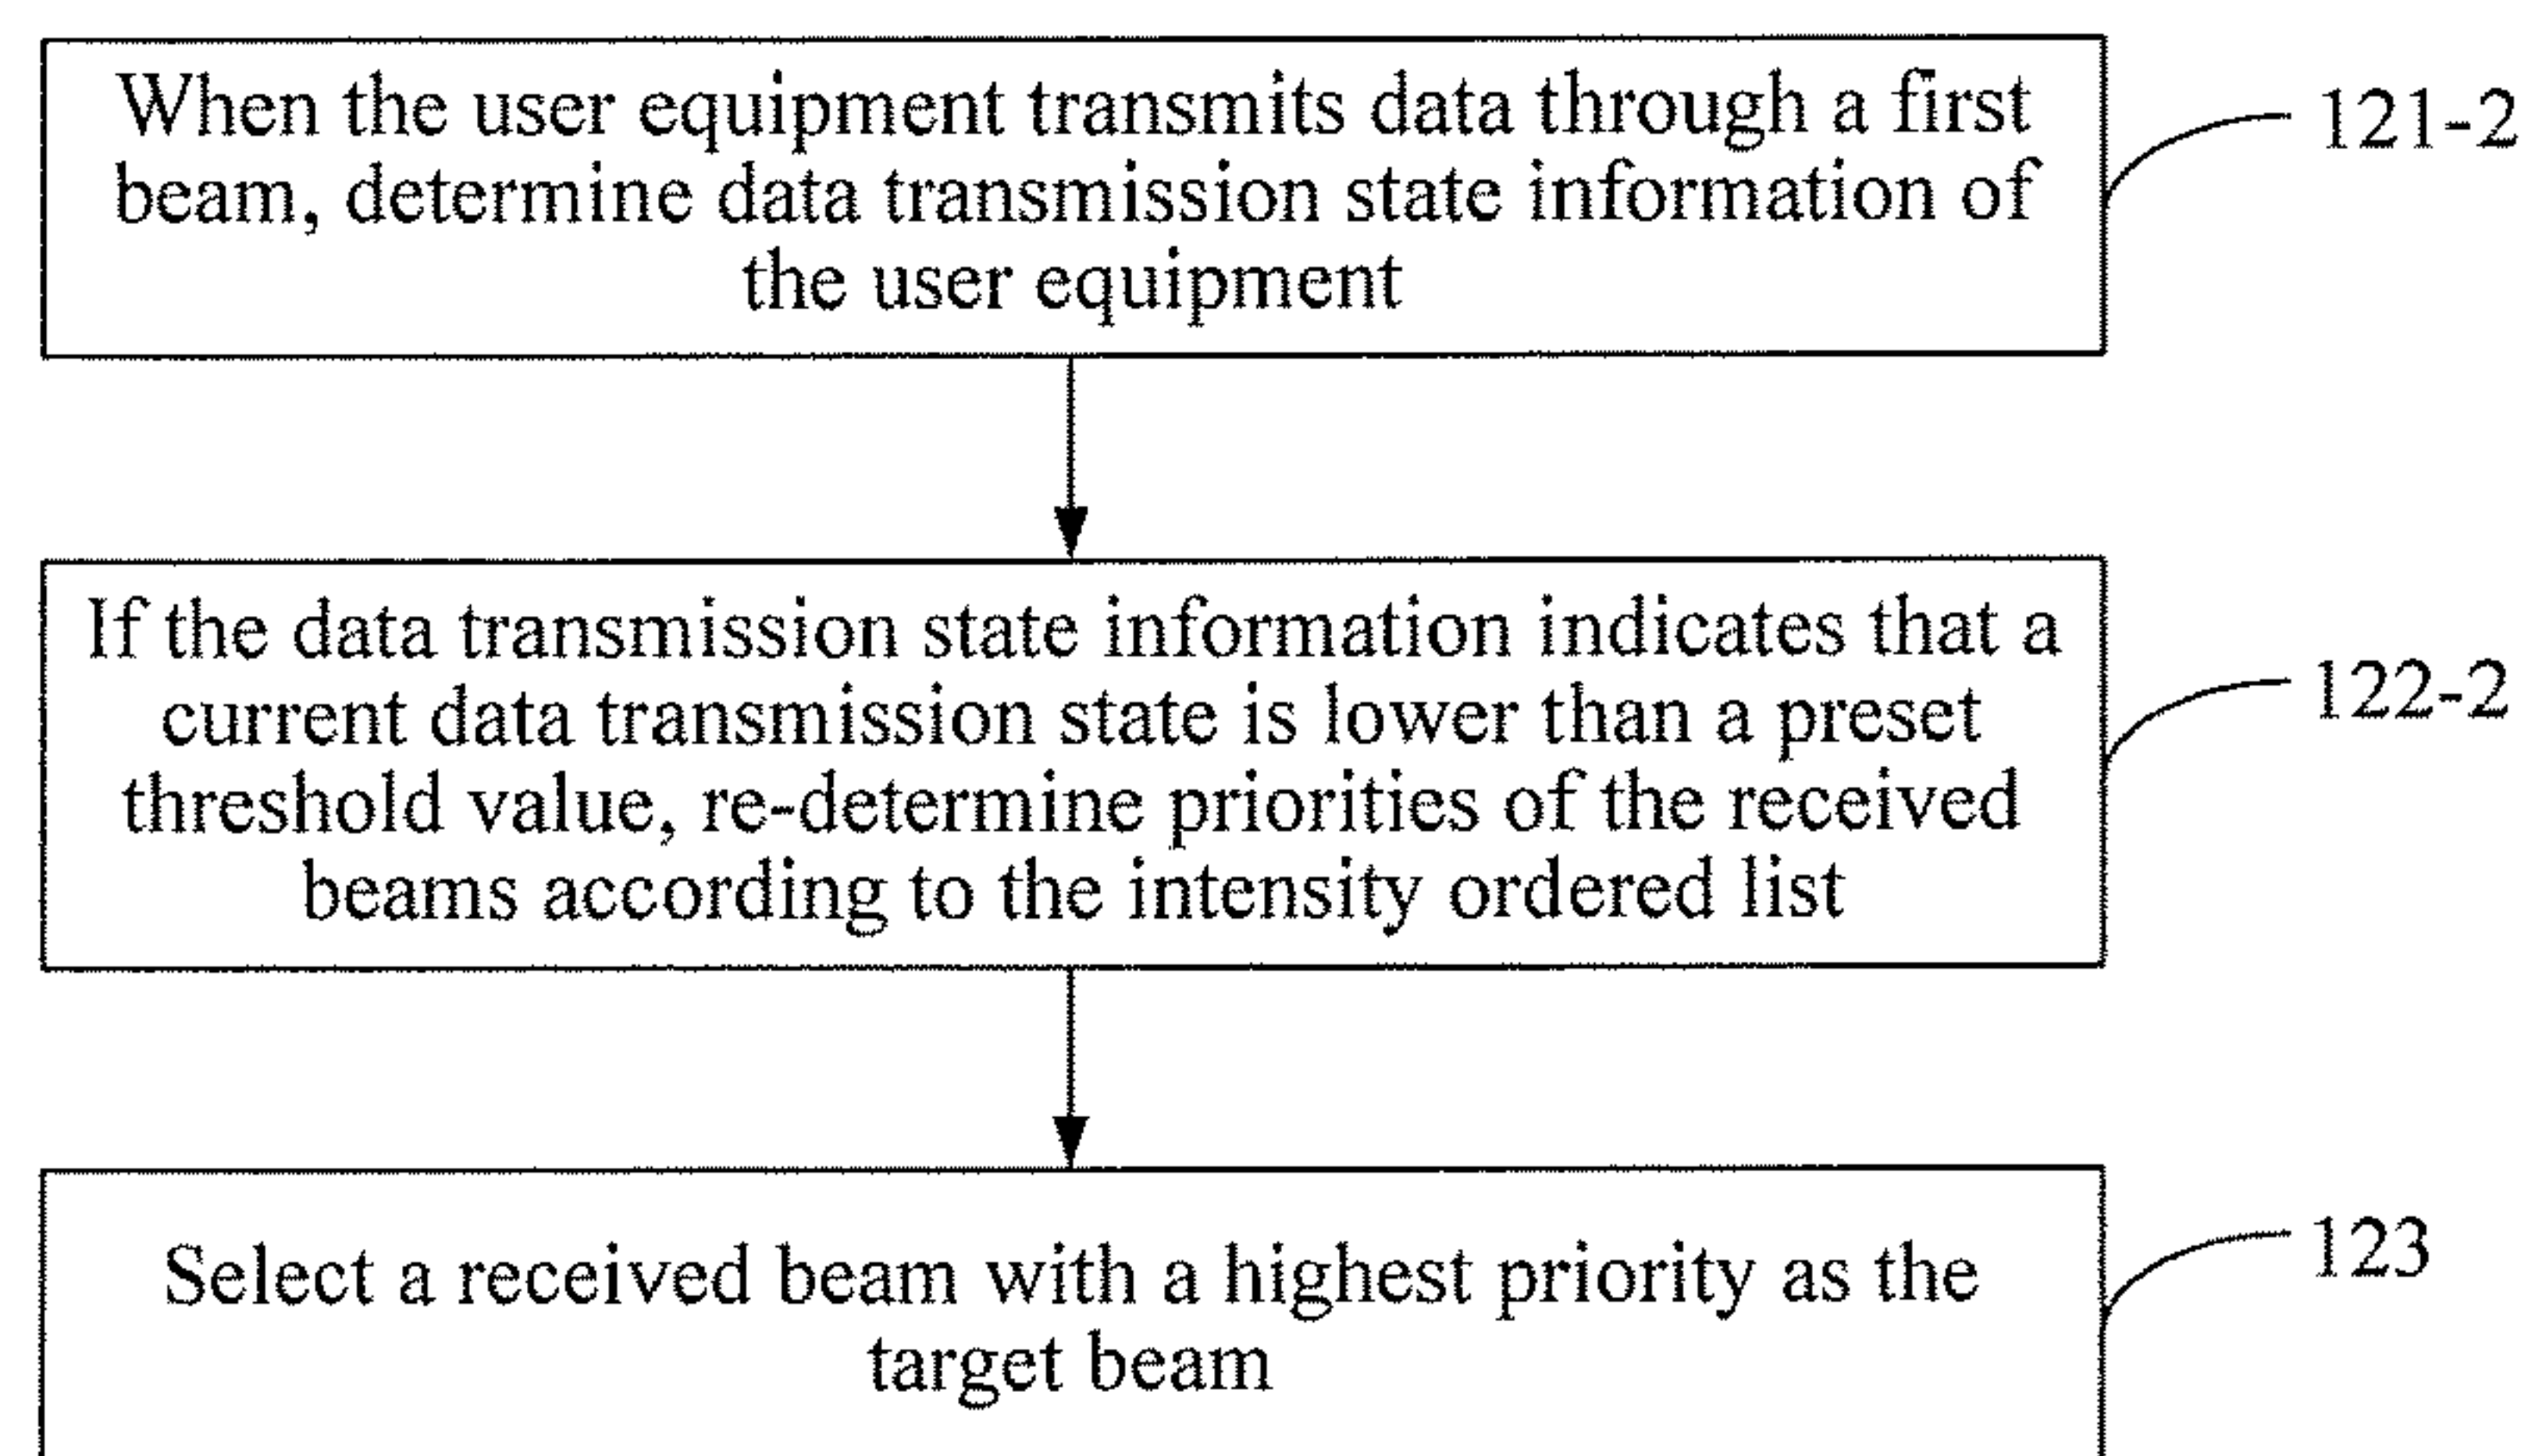 When the user equipment transmits data through a first
beam, determine data transmission state information of
the user equipment
121-2
If the data transmission state information indicates that a
current data transmission state is lower than a preset
threshold value, re-determine priorities of the received
beams according to the intensity ordered list
122-2
Select a received beam with a highest priority as the
target beam
123